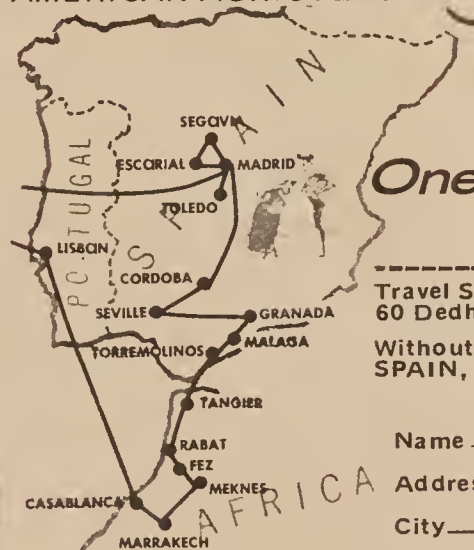 SEGOVIA
ESCORIAL
MADRID
TOLEDO
SPAIN
PORTUGAL
LISBON
CORDOBA
SEVILLE
GRANADA
MALAGA
TORREMOLINOS
TANGIER
RABAT
FEZ
MEKNES
CASABLANCA
MARRAKECH
AFRICA
One
Travel S
60 Dedh
Without
SPAIN,
Name
Addres
City